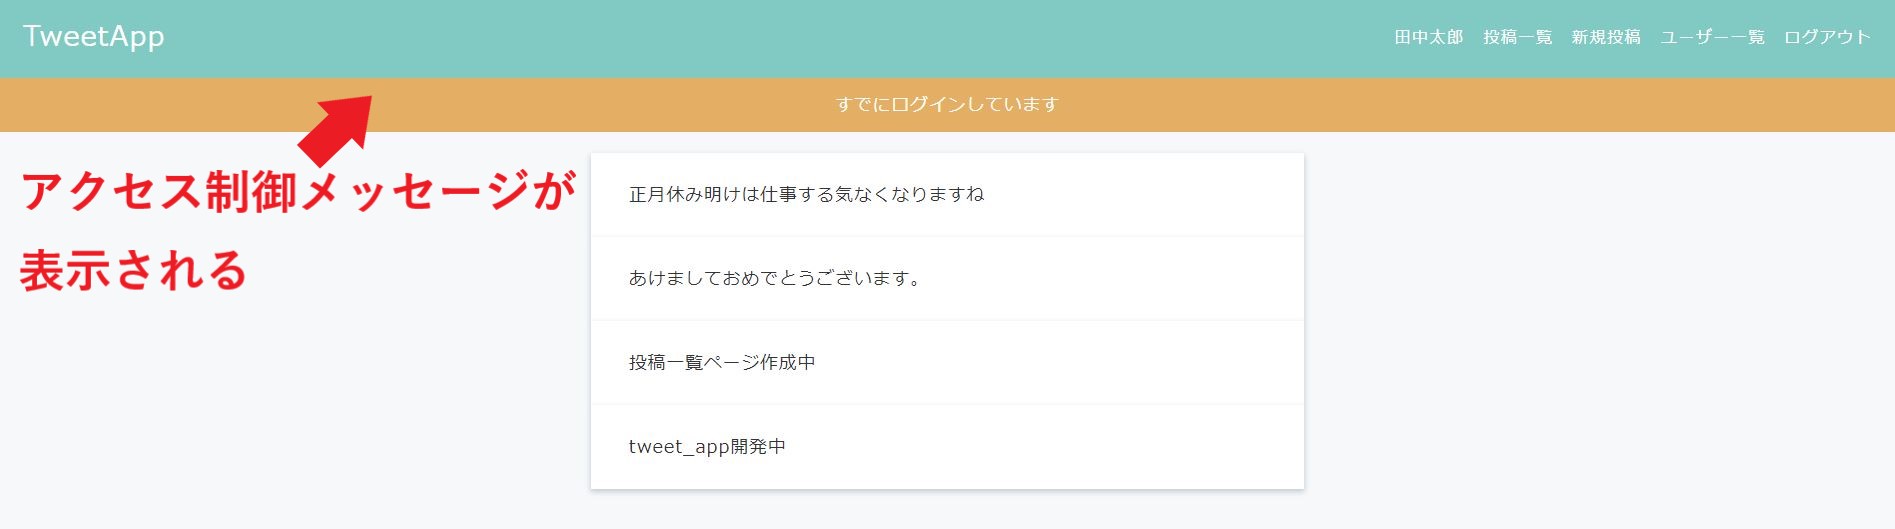 TweetApp
田中太郎 投稿一覧 新規投稿 ユーザー一覧 ログアウト
すでにログインしています
アクセス制御メッセージが
表示される
正月休み明けは仕事する気なくなりますね
あけましておめでとうございます。
投稿一覧ページ作成中
tweet_app開発中